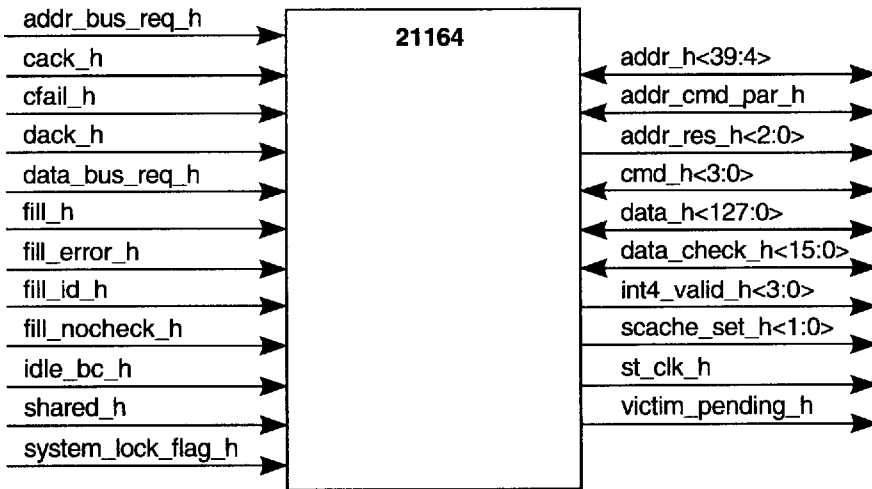 addr_bus_req_h
21164
cack_h
addr_h<39:4>
cfail_h
addr_cmd_par_h
dack_h
addr_res_h<2:0>
data_bus_req_h
cmd_h<3:0>
fill_h
data_h<127:0>
fill_error_h
data_check_h<15:0>
fill_id_h
int4_valid_h<3:0>
fill_nocheck_h
scache_set_h<1:0>
idle_bc_h
st_clk_h
shared_h
victim_pending_h
system_lock_flag_h